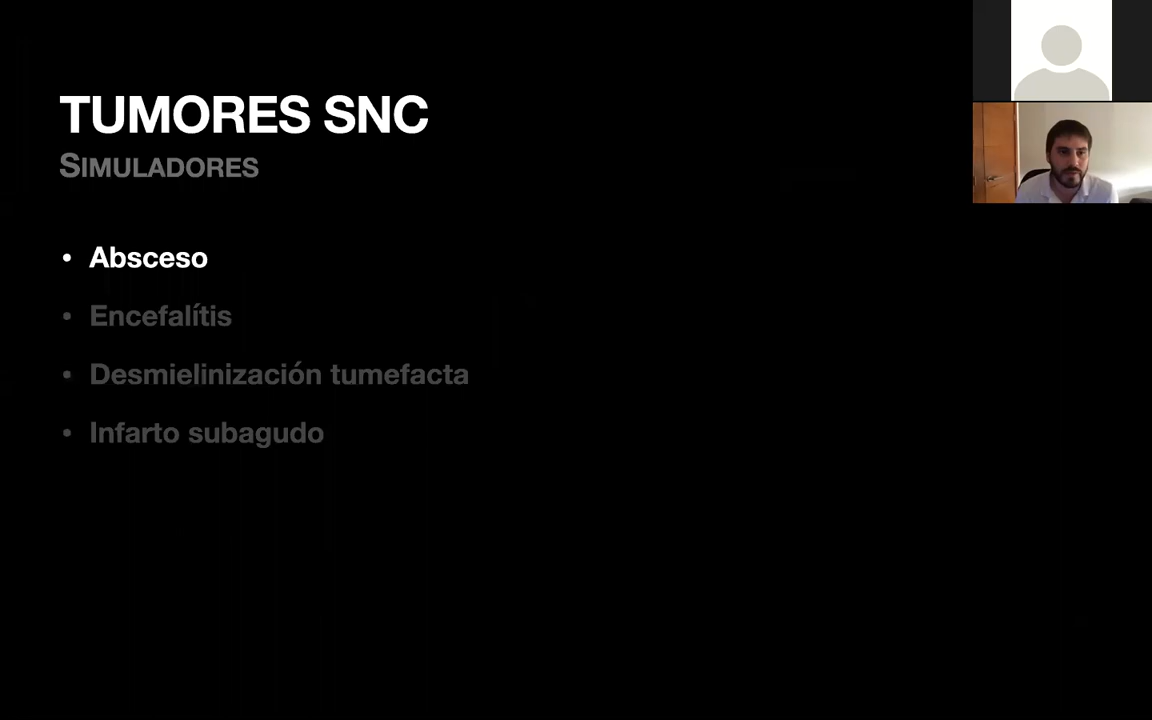 TUMORES SNC
SIMULADORES
• Absceso
• Encefalítis
• Desmielinización tumefacta
• Infarto subagudo